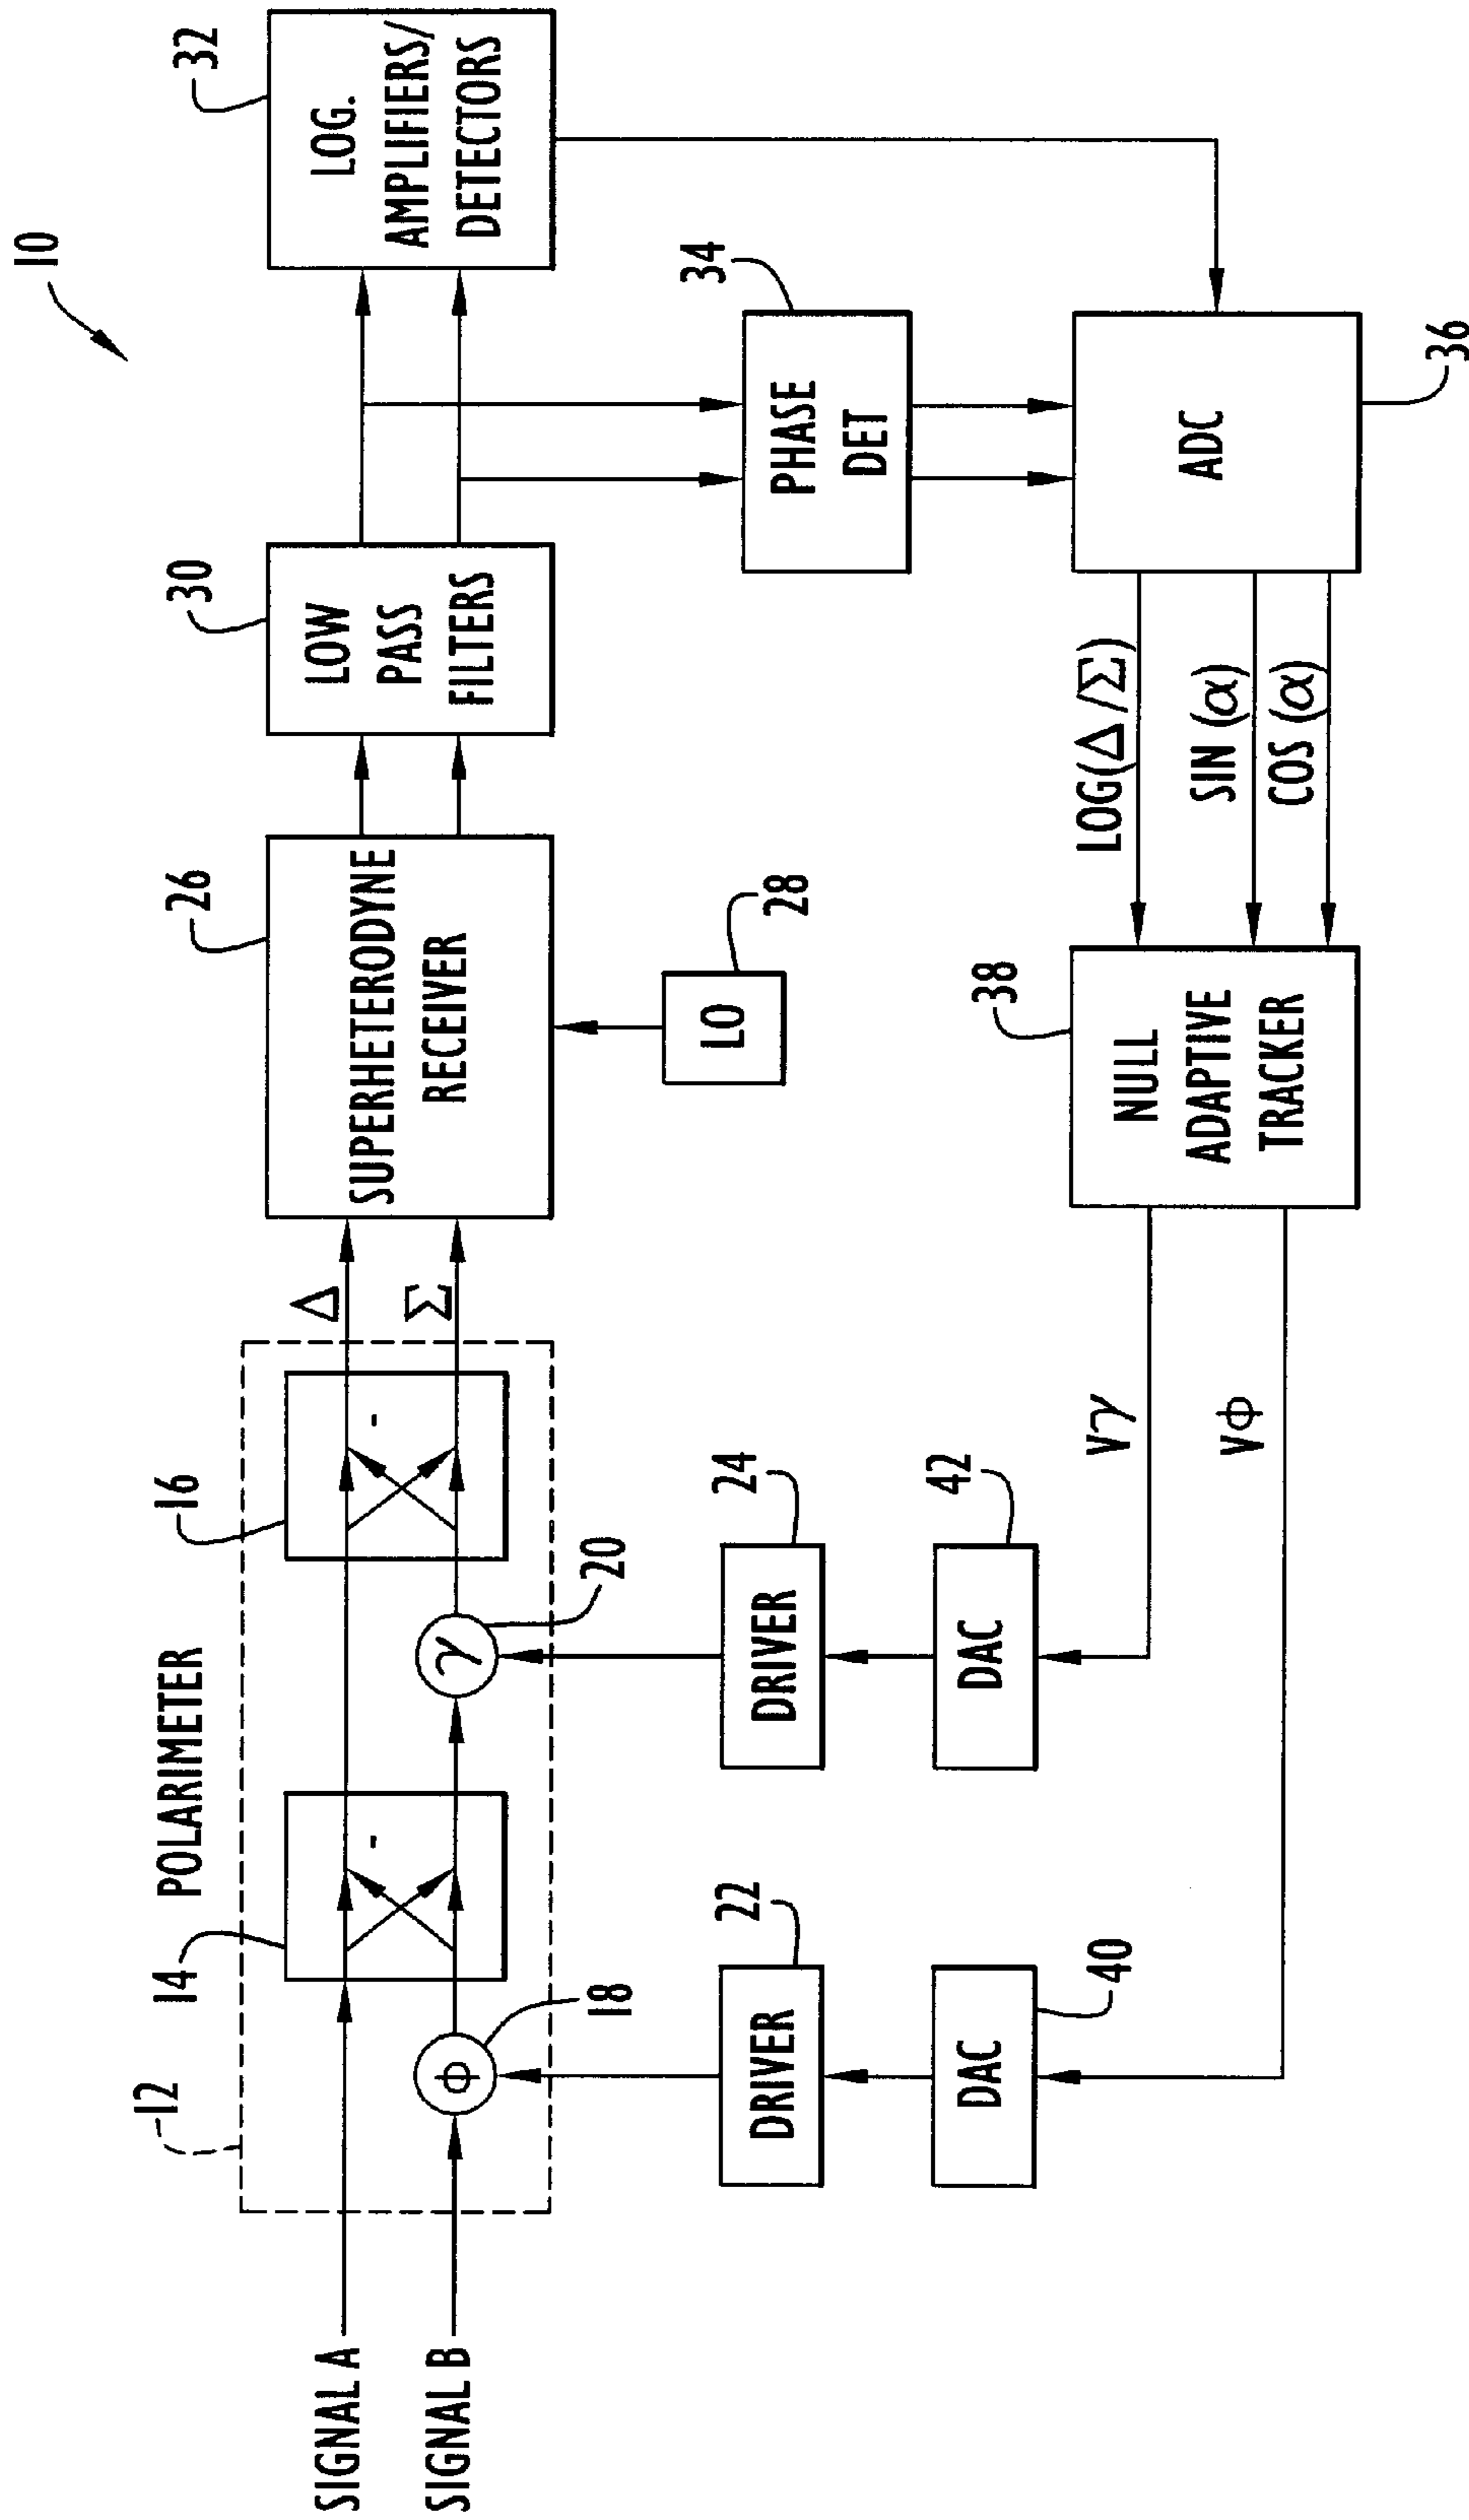 10
POLARIMETER
12
14
16
26
30
32
SIGNAL A
SIGNAL B
-
-
Δ
Σ
SUPERHETERODYNE
RECEIVER
LOW
PASS
FILTERS
LOG.
AMPLIFIERS/
DETECTORS
Φ
18
γ
20
LO
28
22
DRIVER
24
DRIVER
34
PHASE
DET
40
DAC
42
DAC
Vγ
VΦ
38
NULL
ADAPTIVE
TRACKER
LOG(Δ/Σ)
SIN (α)
COS (α)
ADC
36